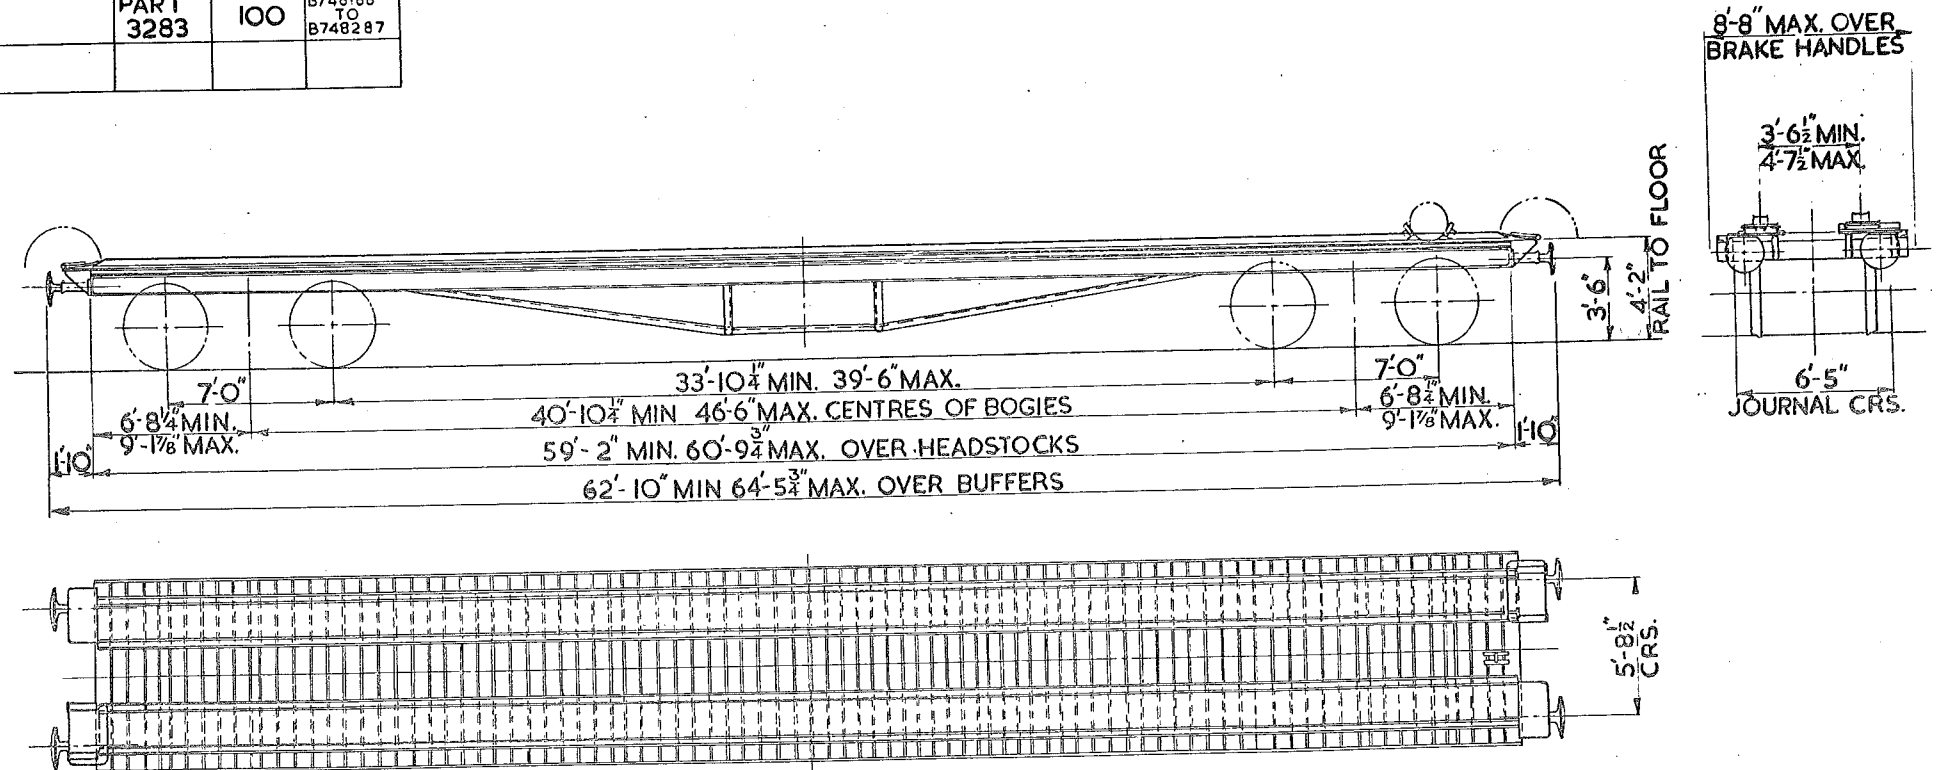 PART
3283
100
B748188
TO
B748287
8'-8" MAX. OVER
BRAKE HANDLES
3'-6½" MIN.
4'-7½" MAX.
3'-6"
4'-2"
RAIL TO FLOOR
6'-5"
JOURNAL CRS.
7'-0"
33'-10¼" MIN. 39'-6" MAX.
7'-0"
6'-8¼" MIN.
9'-1⅞" MAX.
40'-10¼" MIN 46'-6" MAX. CENTRES OF BOGIES
6'-8¼" MIN.
9'-1⅞" MAX.
1'-10"
59'-2" MIN. 60'-9¾" MAX. OVER HEADSTOCKS
1'-10"
62'-10" MIN 64'-5¾" MAX. OVER BUFFERS
5'-8½"
CRS.